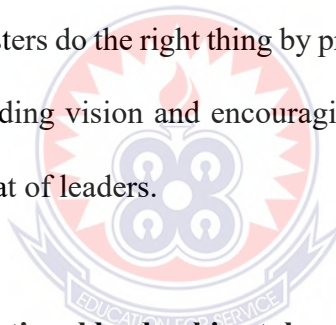 sters do the right thing by pr
ding vision and encouragi
at of leaders.
EDUCATION FOR SERVICE